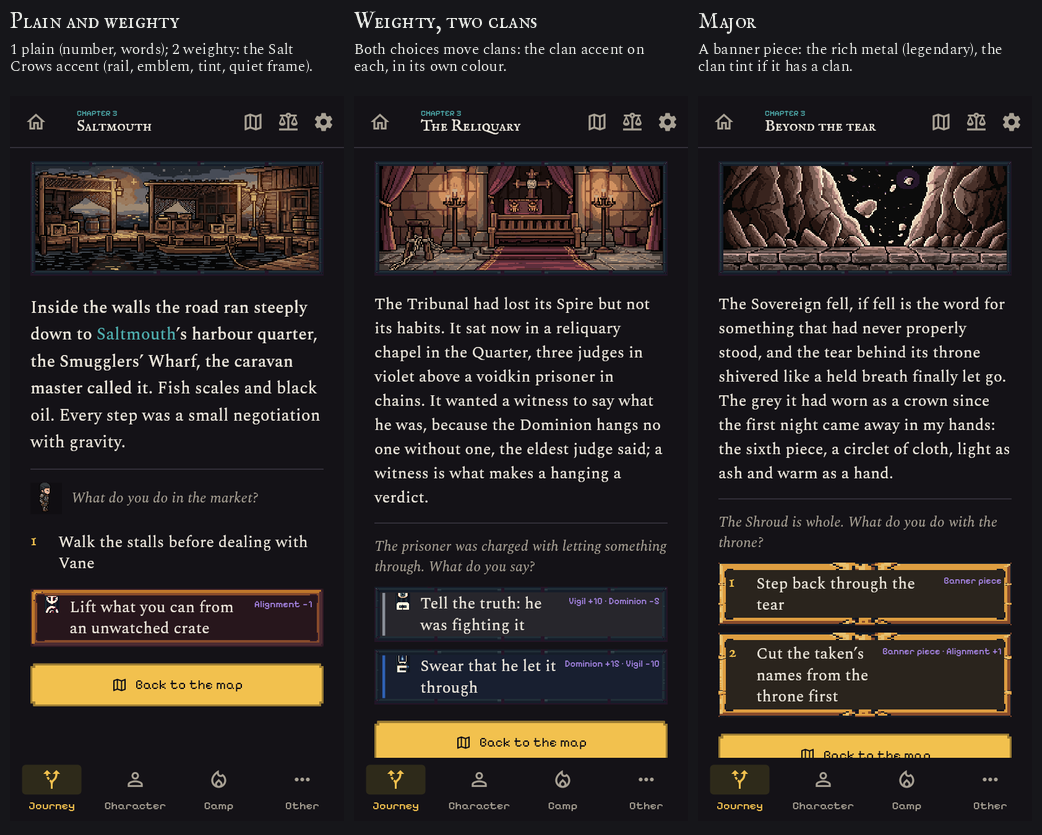 Plain and weighty
1 plain (number, words); 2 weighty: the Salt
Crows accent (rail, emblem, tint, quiet frame).
CHAPTER 3
Saltmouth
Inside the walls the road ran steeply
down to Saltmouth's harbour quarter,
the Smugglers' Wharf, the caravan
master called it. Fish scales and black
oil. Every step was a small negotiation
with gravity.
What do you do in the market?
1 Walk the stalls before dealing with
Vane
Lift what you can from
an unwatched crate
Alignment -1
Back to the map
Journey Character Camp Other
Weighty, two clans
Both choices move clans: the clan accent on
each, in its own colour.
CHAPTER 3
The Reliquary
The Tribunal had lost its Spire but not
its habits. It sat now in a reliquary
chapel in the Quarter, three judges in
violet above a voidkin prisoner in
chains. It wanted a witness to say what
he was, because the Dominion hangs no
one without one, the eldest judge said; a
witness is what makes a hanging a
verdict.
The prisoner was charged with letting something
through. What do you say?
Tell the truth: he
was fighting it
Vigil +10 · Dominion -5
Swear that he let it
through
Dominion +15 · Vigil -10
Back to the map
Journey Character Camp Other
Major
A banner piece: the rich metal (legendary), the
clan tint if it has a clan.
CHAPTER 3
Beyond the tear
The Sovereign fell, if fell is the word for
something that had never properly
stood, and the tear behind its throne
shivered like a held breath finally let go.
The grey it had worn as a crown since
the first night came away in my hands:
the sixth piece, a circlet of cloth, light as
ash and warm as a hand.
The Shroud is whole. What do you do with the
throne?
1 Step back through the
tear
Banner piece
2 Cut the taken's
names from the
throne first
Banner piece · Alignment +1
Back to the map
Journey Character Camp Other